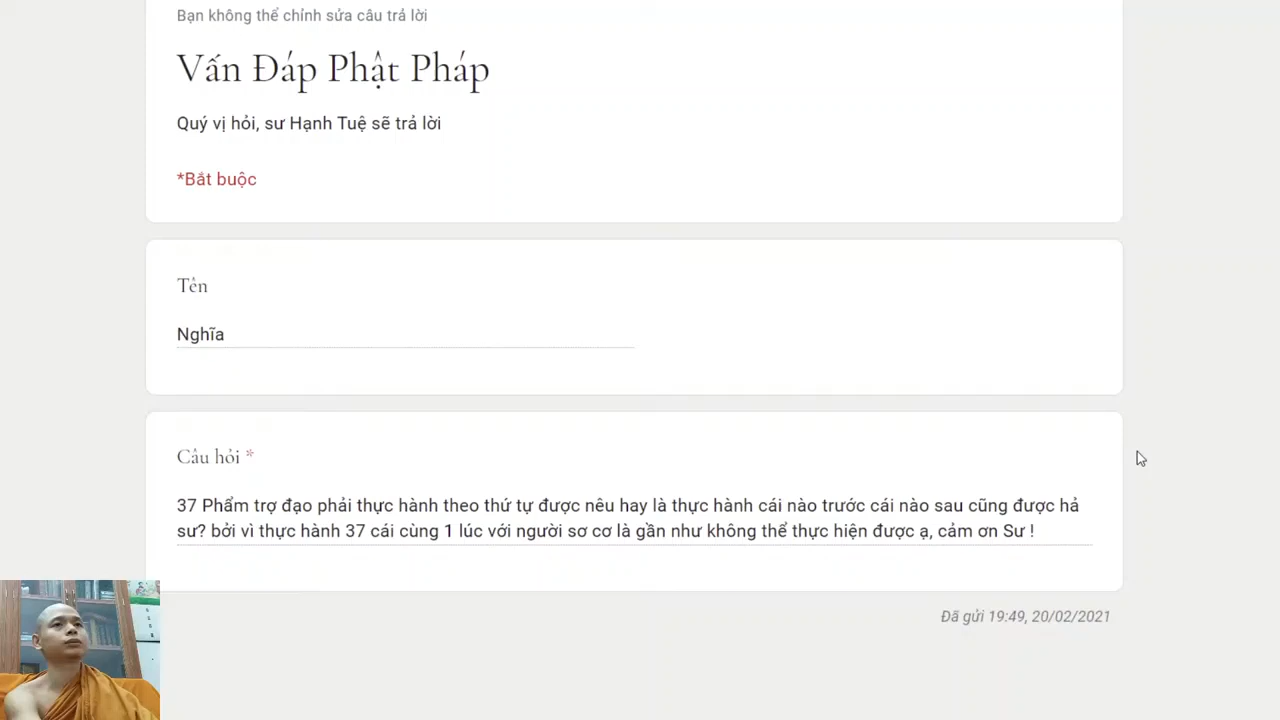 Bạn không thể chỉnh sửa câu trả lời
Vấn Đáp Phật Pháp
Quý vị hỏi, sư Hạnh Tuệ sẽ trả lời
*Bắt buộc
Tên
Nghĩa
Câu hỏi *
37 Phẩm trợ đạo phải thực hành theo thứ tự được nêu hay là thực hành cái nào trước cái nào sau cũng được hả
sư? bởi vì thực hành 37 cái cùng 1 lúc với người sơ cơ là gần như không thể thực hiện được ạ, cảm ơn Sư !
Đã gửi 19:49, 20/02/2021